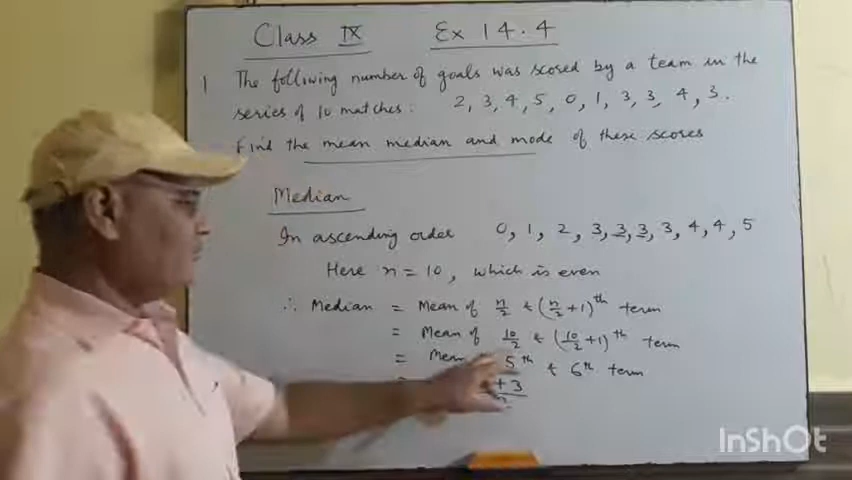 Class IX Ex 14.4
1 The following number of goals was scored by a team in the
series of 10 matches: 2, 3, 4, 5, 0, 1, 3, 3, 4, 3.
Find the mean median and mode of these scores
Median
In ascending order 0, 1, 2, 3, 3, 3, 3, 4, 4, 5
Here n = 10, which is even
∴ Median = Mean of n/2 & (n/2 + 1)th term
= Mean of 10/2 & (10/2 + 1)th term
= Mean 5th & 6th term
= + 3
InShOt